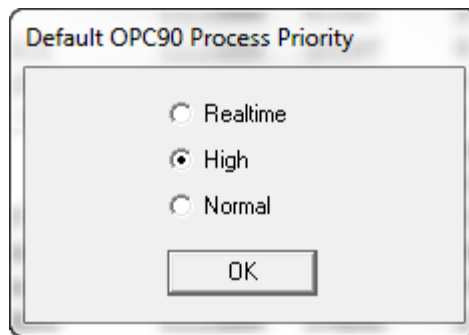 Default OPC90 Process Priority
Realtime
High
Normal
OK